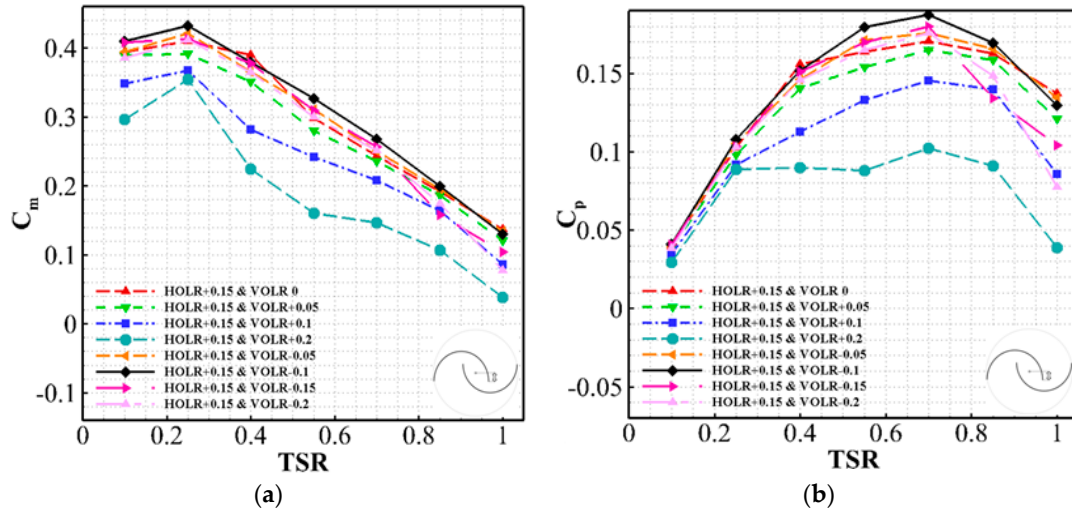 0.4
0.3
0.2
0.1
0
-0.1
C_m
HOLR+0.15 & VOLR 0
HOLR+0.15 & VOLR+0.05
HOLR+0.15 & VOLR+0.1
HOLR+0.15 & VOLR+0.2
HOLR+0.15 & VOLR-0.05
HOLR+0.15 & VOLR-0.1
HOLR+0.15 & VOLR-0.15
HOLR+0.15 & VOLR-0.2
0 0.2 0.4 0.6 0.8 1
TSR
(a)
0.15
0.1
0.05
0
-0.05
C_p
HOLR+0.15 & VOLR 0
HOLR+0.15 & VOLR+0.05
HOLR+0.15 & VOLR+0.1
HOLR+0.15 & VOLR+0.2
HOLR+0.15 & VOLR-0.05
HOLR+0.15 & VOLR-0.1
HOLR+0.15 & VOLR-0.15
HOLR+0.15 & VOLR-0.2
0 0.2 0.4 0.6 0.8 1
TSR
(b)